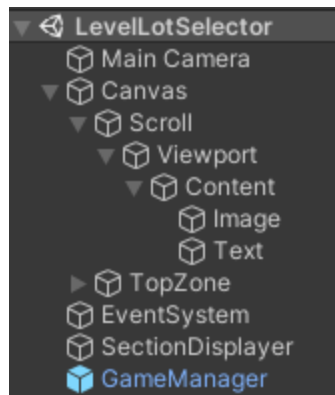 LevelLotSelector
Main Camera
Canvas
Scroll
Viewport
Content
Image
Text
TopZone
EventSystem
SectionDisplayer
GameManager